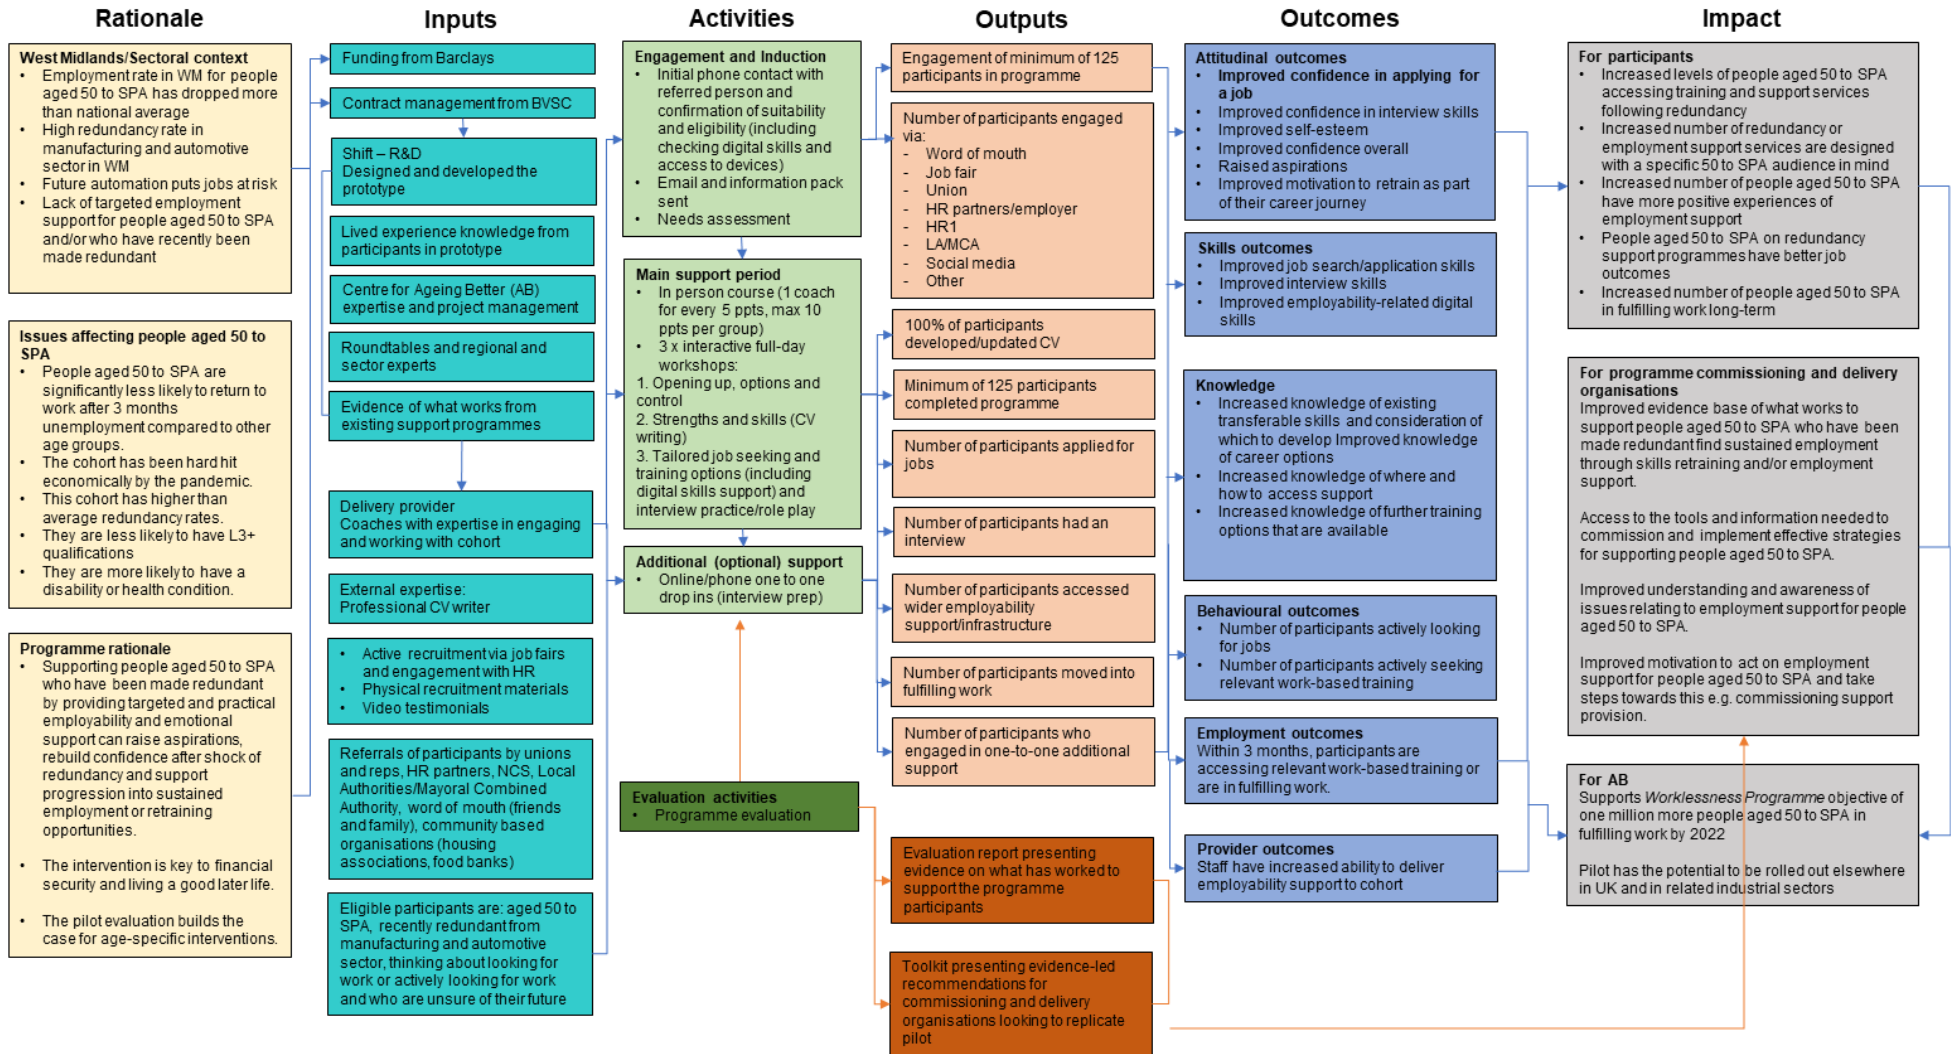 Rationale
Inputs
Activities
Outputs
Outcomes
Impact
West Midlands/Sectoral context
• Employment rate in WM for people
aged 50 to SPA has dropped more
than national average
• High redundancy rate in
manufacturing and automotive
sector in WM
• Future automation puts jobs at risk
• Lack of targeted employment
support for people aged 50 to SPA
and/or who have recently been
made redundant
Issues affecting people aged 50 to
SPA
• People aged 50 to SPA are
significantly less likely to return to
work after 3 months
unemployment compared to other
age groups.
• The cohort has been hard hit
economically by the pandemic.
• This cohort has higher than
average redundancy rates.
• They are less likely to have L3+
qualifications
• They are more likely to have a
disability or health condition.
Programme rationale
• Supporting people aged 50 to SPA
who have been made redundant
by providing targeted and practical
employability and emotional
support can raise aspirations,
rebuild confidence after shock of
redundancy and support
progression into sustained
employment or retraining
opportunities.
• The intervention is key to financial
security and living a good later life.
• The pilot evaluation builds the
case for age-specific interventions.
Funding from Barclays
Contract management from BVSC
Shift – R&D
Designed and developed the
prototype
Lived experience knowledge from
participants in prototype
Centre for Ageing Better (AB)
expertise and project management
Roundtables and regional and
sector experts
Evidence of what works from
existing support programmes
Delivery provider
Coaches with expertise in engaging
and working with cohort
External expertise:
Professional CV writer
• Active recruitment via job fairs
and engagement with HR
• Physical recruitment materials
• Video testimonials
Referrals of participants by unions
and reps, HR partners, NCS, Local
Authorities/Mayoral Combined
Authority, word of mouth (friends
and family), community based
organisations (housing
associations, food banks)
Eligible participants are: aged 50 to
SPA, recently redundant from
manufacturing and automotive
sector, thinking about looking for
work or actively looking for work
and who are unsure of their future
Engagement and Induction
• Initial phone contact with
referred person and
confirmation of suitability
and eligibility (including
checking digital skills and
access to devices)
• Email and information pack
sent
• Needs assessment
Main support period
• In person course (1 coach
for every 5 ppts, max 10
ppts per group)
• 3 x interactive full-day
workshops:
1. Opening up, options and
control
2. Strengths and skills (CV
writing)
3. Tailored job seeking and
training options (including
digital skills support) and
interview practice/role play
Additional (optional) support
• Online/phone one to one
drop ins (interview prep)
Evaluation activities
• Programme evaluation
Engagement of minimum of 125
participants in programme
Number of participants engaged
via:
- Word of mouth
- Job fair
- Union
- HR partners/employer
- HR1
- LA/MCA
- Social media
- Other
100% of participants
developed/updated CV
Minimum of 125 participants
completed programme
Number of participants applied for
jobs
Number of participants had an
interview
Number of participants accessed
wider employability
support/infrastructure
Number of participants moved into
fulfilling work
Number of participants who
engaged in one-to-one additional
support
Evaluation report presenting
evidence on what has worked to
support the programme
participants
Toolkit presenting evidence-led
recommendations for
commissioning and delivery
organisations looking to replicate
pilot
Attitudinal outcomes
• Improved confidence in applying for
a job
• Improved confidence in interview skills
• Improved self-esteem
• Improved confidence overall
• Raised aspirations
• Improved motivation to retrain as part
of their career journey
Skills outcomes
• Improved job search/application skills
• Improved interview skills
• Improved employability-related digital
skills
Knowledge
• Increased knowledge of existing
transferable skills and consideration of
which to develop Improved knowledge
of career options
• Increased knowledge of where and
how to access support
• Increased knowledge of further training
options that are available
Behavioural outcomes
• Number of participants actively looking
for jobs
• Number of participants actively seeking
relevant work-based training
Employment outcomes
Within 3 months, participants are
accessing relevant work-based training or
are in fulfilling work.
Provider outcomes
Staff have increased ability to deliver
employability support to cohort
For participants
• Increased levels of people aged 50 to SPA
accessing training and support services
following redundancy
• Increased number of redundancy or
employment support services are designed
with a specific 50 to SPA audience in mind
• Increased number of people aged 50 to SPA
have more positive experiences of
employment support
• People aged 50 to SPA on redundancy
support programmes have better job
outcomes
• Increased number of people aged 50 to SPA
in fulfilling work long-term
For programme commissioning and delivery
organisations
Improved evidence base of what works to
support people aged 50 to SPA who have been
made redundant find sustained employment
through skills retraining and/or employment
support.
Access to the tools and information needed to
commission and implement effective strategies
for supporting people aged 50 to SPA.
Improved understanding and awareness of
issues relating to employment support for people
aged 50 to SPA.
Improved motivation to act on employment
support for people aged 50 to SPA and take
steps towards this e.g. commissioning support
provision.
For AB
Supports Worklessness Programme objective of
one million more people aged 50 to SPA in
fulfilling work by 2022
Pilot has the potential to be rolled out elsewhere
in UK and in related industrial sectors